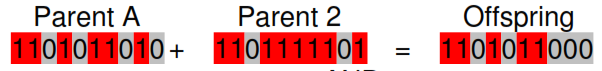 Parent A Parent 2 Offspring
1101011010 + 1101111101 = 1101011000